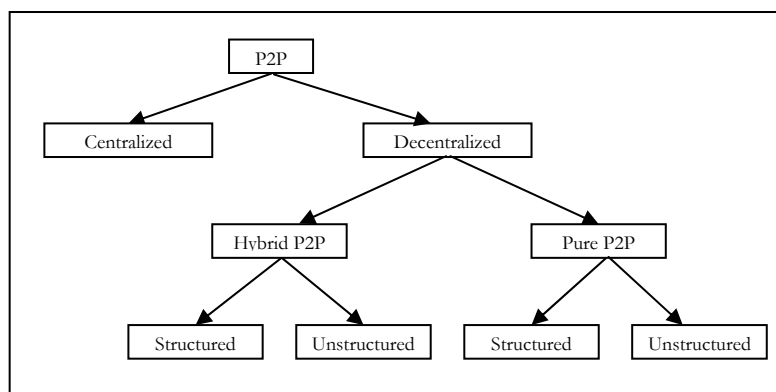 P2P
Centralized
Decentralized
Hybrid P2P
Pure P2P
Structured
Unstructured
Structured
Unstructured